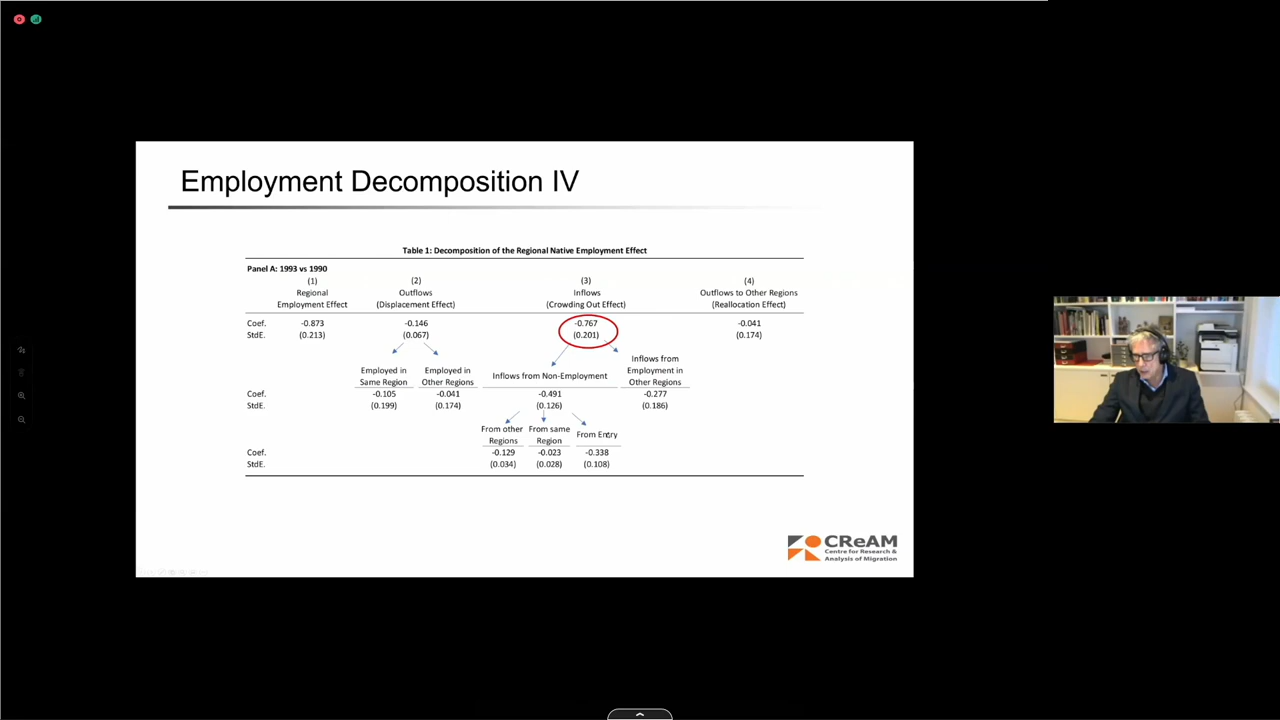 Employment Decomposition IV
Table 1: Decomposition of the Regional Native Employment Effect
Panel A: 1993 vs 1990
(1) (2) (3) (4)
Regional Outflows Inflows Outflows to Other Regions
Employment Effect (Displacement Effect) (Crowding Out Effect) (Reallocation Effect)
Coef. -0.873 -0.146 -0.767 -0.041
StdE. (0.213) (0.067) (0.201) (0.174)
Employed in Same Region
Employed in Other Regions
Inflows from Non-Employment
Inflows from Employment in Other Regions
Coef. -0.105 -0.041 -0.491 -0.277
StdE. (0.199) (0.174) (0.126) (0.186)
From other Regions
From same Region
From Entry
Coef. -0.129 -0.023 -0.338
StdE. (0.034) (0.028) (0.108)
CReAM
Centre for Research &
Analysis of Migration